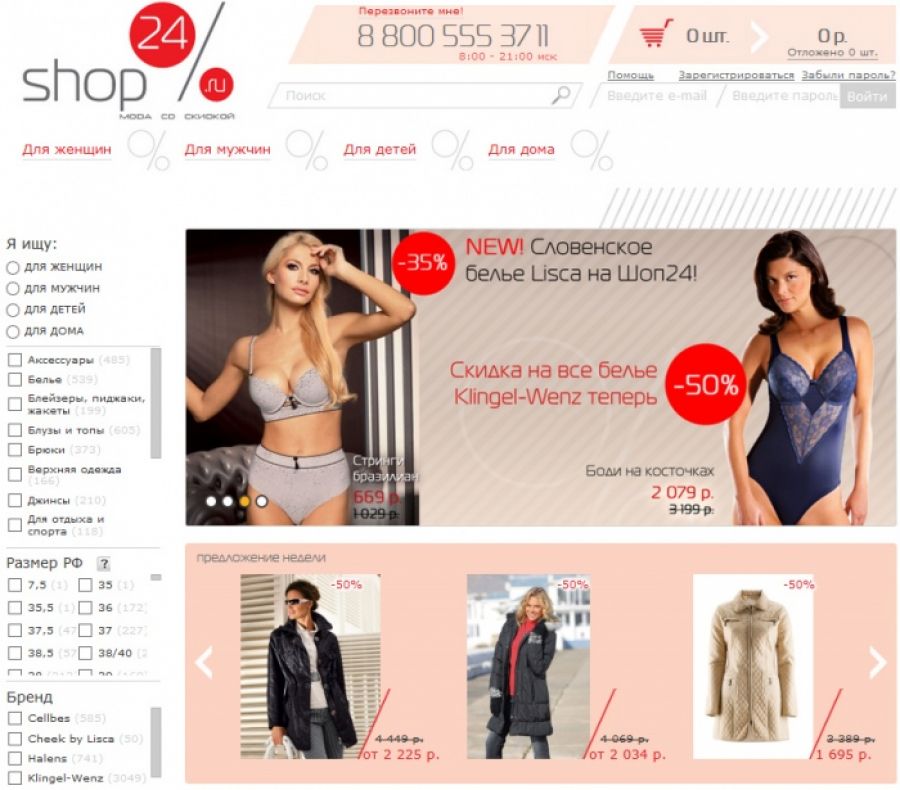 24
shop
.ru
мода со скидкой
Перезвоните мне!
8 800 555 37 11
8:00 - 21:00 мск
0 шт.
0 р.
Отложено 0 шт.
Помощь Зарегистрироваться Забыли пароль?
Поиск
Введите e-mail Введите пароль Войти
Для женщин Для мужчин Для детей Для дома
Я ищу:
для женщин
для мужчин
для детей
для дома
Аксессуары (485)
Белье (539)
Блейзеры, пиджаки,
жакеты (199)
Блузы и топы (605)
Брюки (373)
Верхняя одежда
(166)
Джинсы (210)
Для отдыха и
спорта (118)
Размер РФ ?
7,5 (1) 35 (1)
35,5 (1) 36 (172)
37,5 (47 37 (227)
38,5 (57 38/40 (2
Бренд
Cellbes (585)
Cheek by Lisca (50)
Halens (741)
Klingel-Wenz (3049)
-35%
NEW! Словенское
белье Lisca на Шоп24!
Скидка на все белье
Klingel-Wenz теперь
-50%
Стринги
бразилиан
669 р.
1 029 р.
Боди на косточках
2 079 р.
3 199 р.
предложение недели
-50%
4 449 р.
от 2 225 р.
-50%
4 069 р.
от 2 034 р.
-50%
3 389 р.
1 695 р.